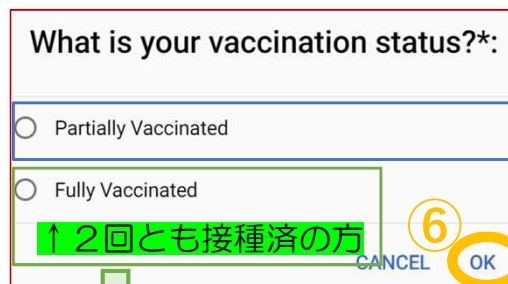 What is your vaccination status?*:
Partially Vaccinated
Fully Vaccinated
↑２回とも接種済の方
⑥
CANCEL OK